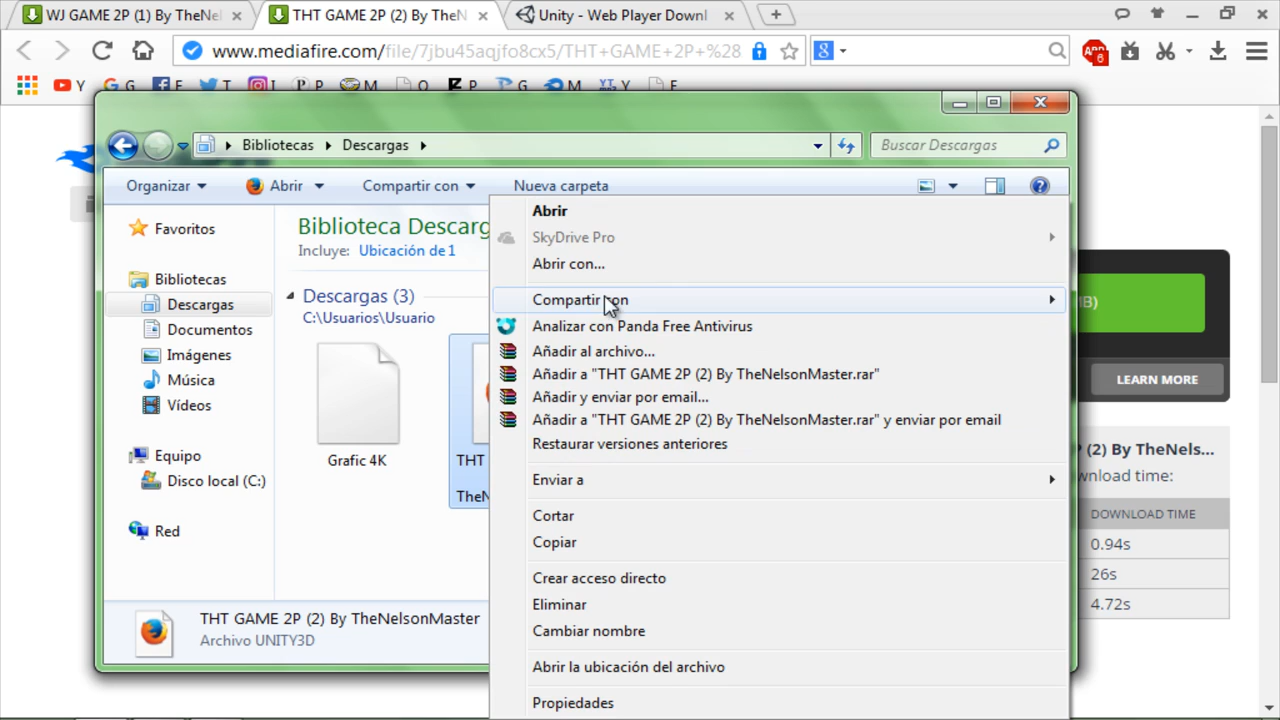 WJ GAME 2P (1) By TheNel
THT GAME 2P (2) By TheN
Unity - Web Player Downl
www.mediafire.com/file/7jbu45aqjfo8cx5/THT+GAME+2P+%28
8
ABP
6
Y G G F T I P P M O P G M YT E
Bibliotecas Descargas
Buscar Descargas
Organizar Abrir Compartir con Nueva carpeta
Favoritos
Bibliotecas
Descargas
Documentos
Imágenes
Música
Vídeos
Equipo
Disco local (C:)
Red
Biblioteca Descarg
Incluye: Ubicación de 1
Descargas (3)
C:\Usuarios\Usuario
Grafic 4K
THT
TheN
THT GAME 2P (2) By TheNelsonMaster
Archivo UNITY3D
Abrir
SkyDrive Pro
Abrir con...
Compartir con
Analizar con Panda Free Antivirus
Añadir al archivo...
Añadir a "THT GAME 2P (2) By TheNelsonMaster.rar"
Añadir y enviar por email...
Añadir a "THT GAME 2P (2) By TheNelsonMaster.rar" y enviar por email
Restaurar versiones anteriores
Enviar a
Cortar
Copiar
Crear acceso directo
Eliminar
Cambiar nombre
Abrir la ubicación del archivo
Propiedades
B)
LEARN MORE
P (2) By TheNels...
wnload time:
DOWNLOAD TIME
0.94s
26s
4.72s